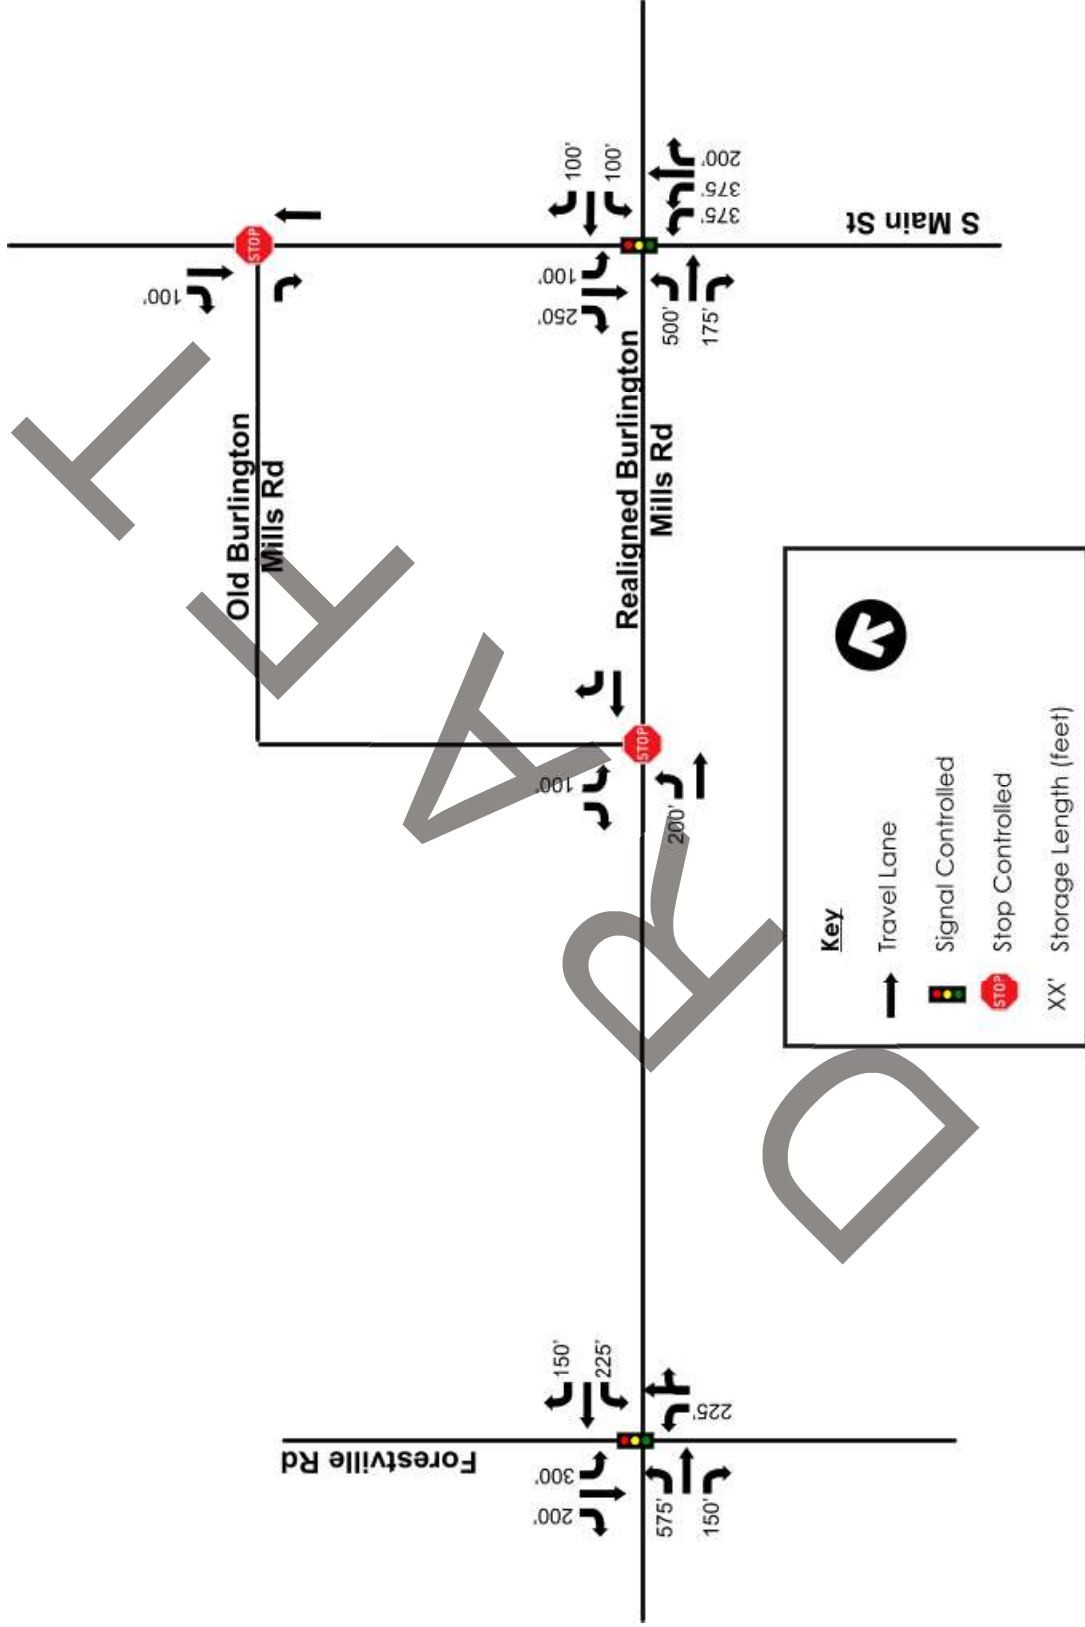 STOP
100'
Old Burlington
Mills Rd
100'
100'
100'
250'
200'
375'
375'
S Main St
500'
175'
Realigned Burlington
Mills Rd
STOP
100'
200'
Forestville Rd
150'
225'
300'
200'
225'
575'
150'
Key
Travel Lane
Signal Controlled
STOP
Stop Controlled
XX' Storage Length (feet)
DRAFT